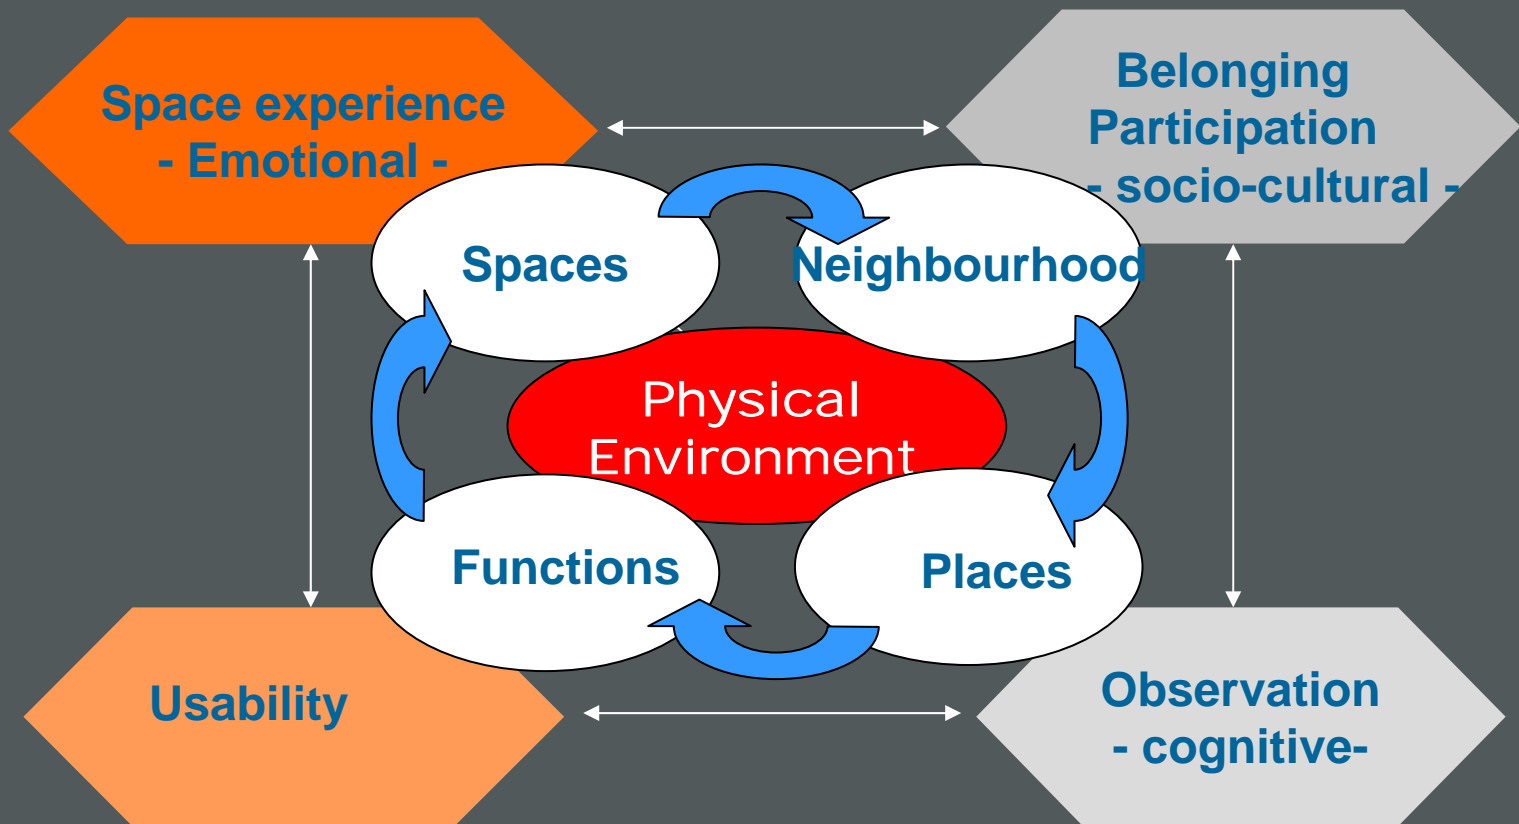 Space experience
- Emotional -
Belonging
Participation
- socio-cultural -
Spaces
Neighbourhood
Physical
Environment
Functions
Places
Usability
Observation
- cognitive-